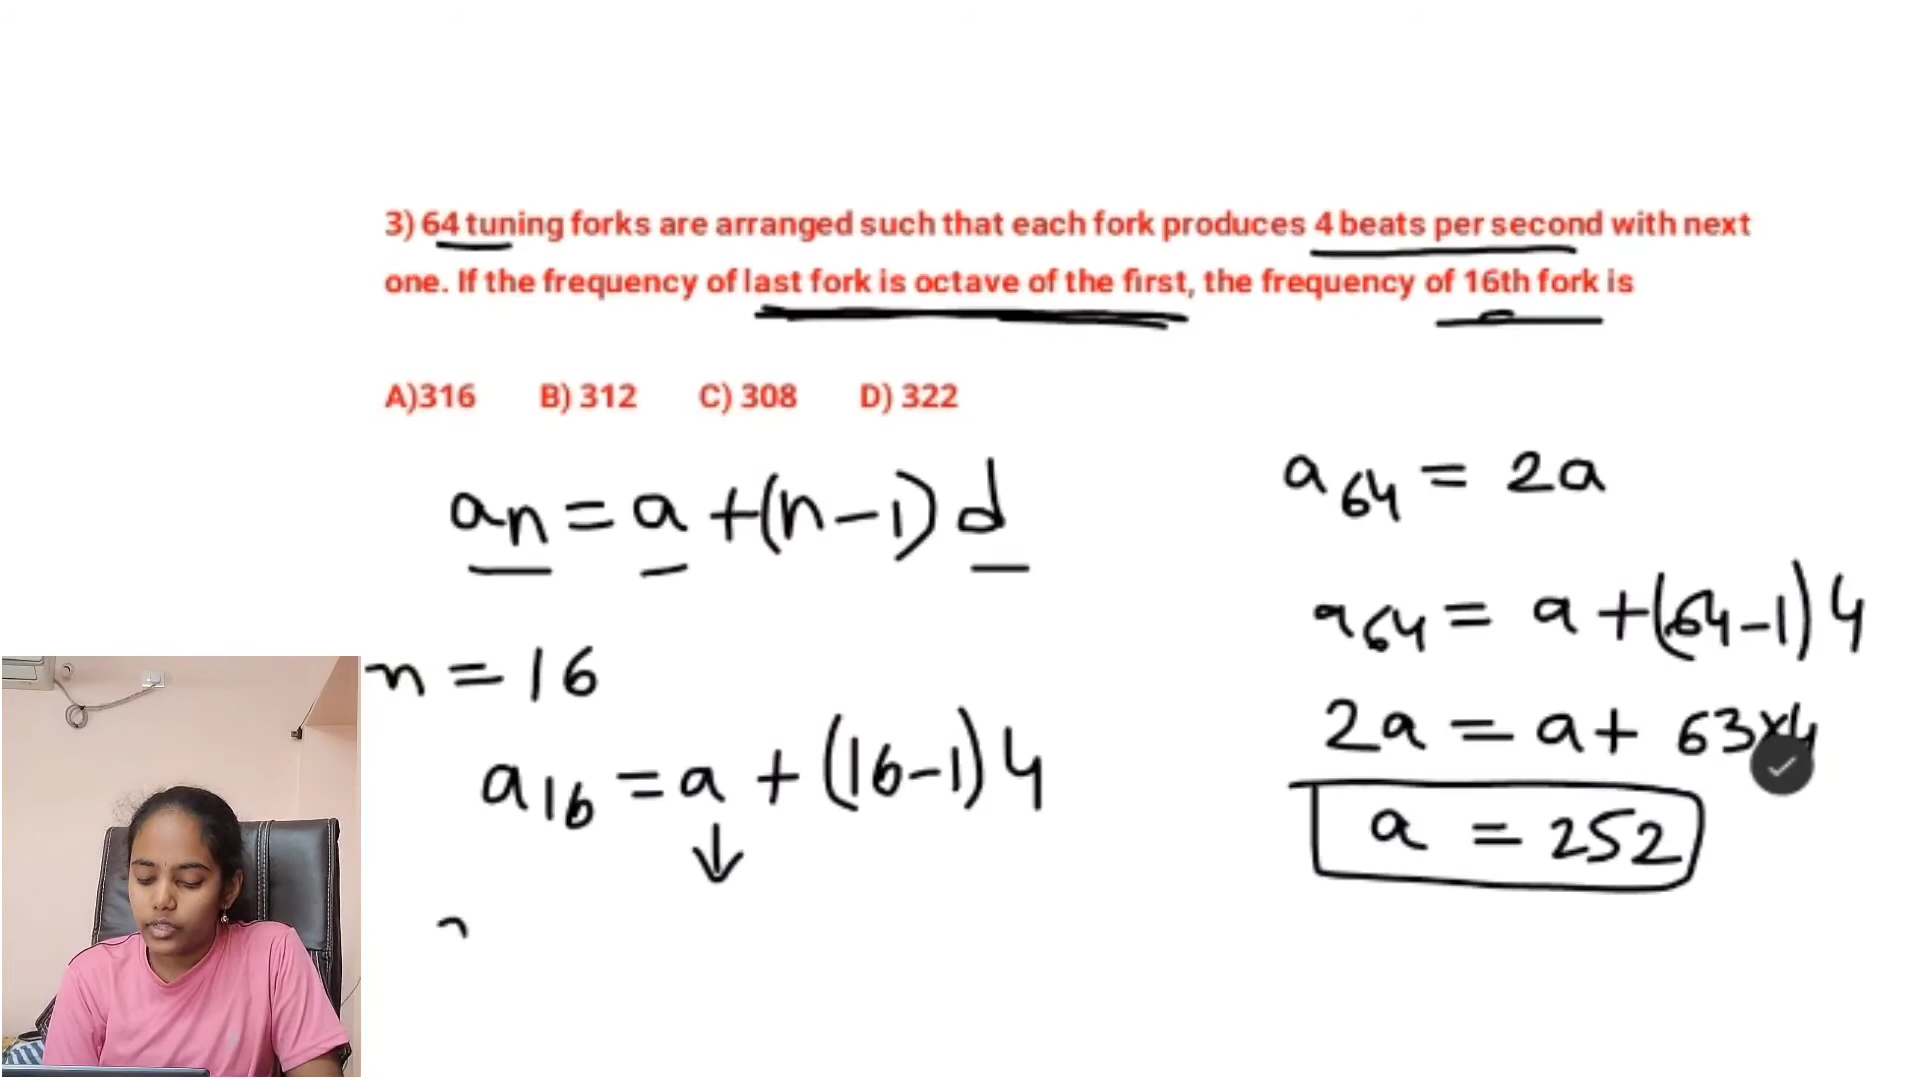 3) 64 tuning forks are arranged such that each fork produces 4 beats per second with next
one. If the frequency of last fork is octave of the first, the frequency of 16th fork is
A)316 B) 312 C) 308 D) 322
an = a + (n-1) d
n = 16
a16 = a + (16-1) 4
a64 = 2a
a64 = a + (64-1) 4
2a = a + 63x4
a = 252